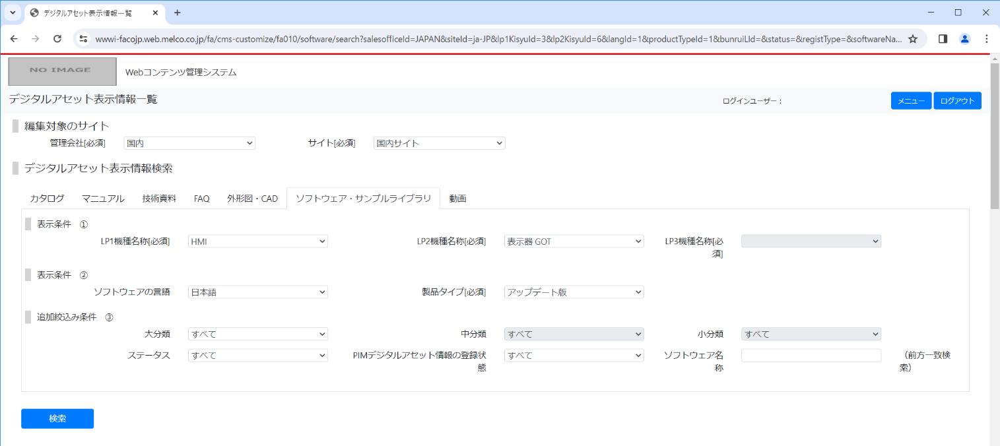 デジタルアセット表示情報一覧
wwwi-facojp.web.melco.co.jp/fa/cms-customize/fa010/software/search?salesofficeId=JAPAN&siteId=ja-JP&lp1KisyuId=3&lp2KisyuId=6&langId=1&productTypeId=1&bunruiLId=&status=&registType=&softwareNa...
NO IMAGE Webコンテンツ管理システム
デジタルアセット表示情報一覧 ログインユーザー： メニュー ログアウト
編集対象のサイト
管理会社[必須] 国内 サイト[必須] 国内サイト
デジタルアセット表示情報検索
カタログ マニュアル 技術資料 FAQ 外形図・CAD ソフトウェア・サンプルライブラリ 動画
表示条件 ①
LP1機種名称[必須] HMI LP2機種名称[必須] 表示器 GOT LP3機種名称[必
須]
表示条件 ②
ソフトウェアの言語 日本語 製品タイプ[必須] アップデート版
追加絞込み条件 ③
大分類 すべて 中分類 すべて 小分類 すべて
ステータス すべて PIMデジタルアセット情報の登録状 すべて ソフトウェア名 （前方一致検
態 称 索）
検索